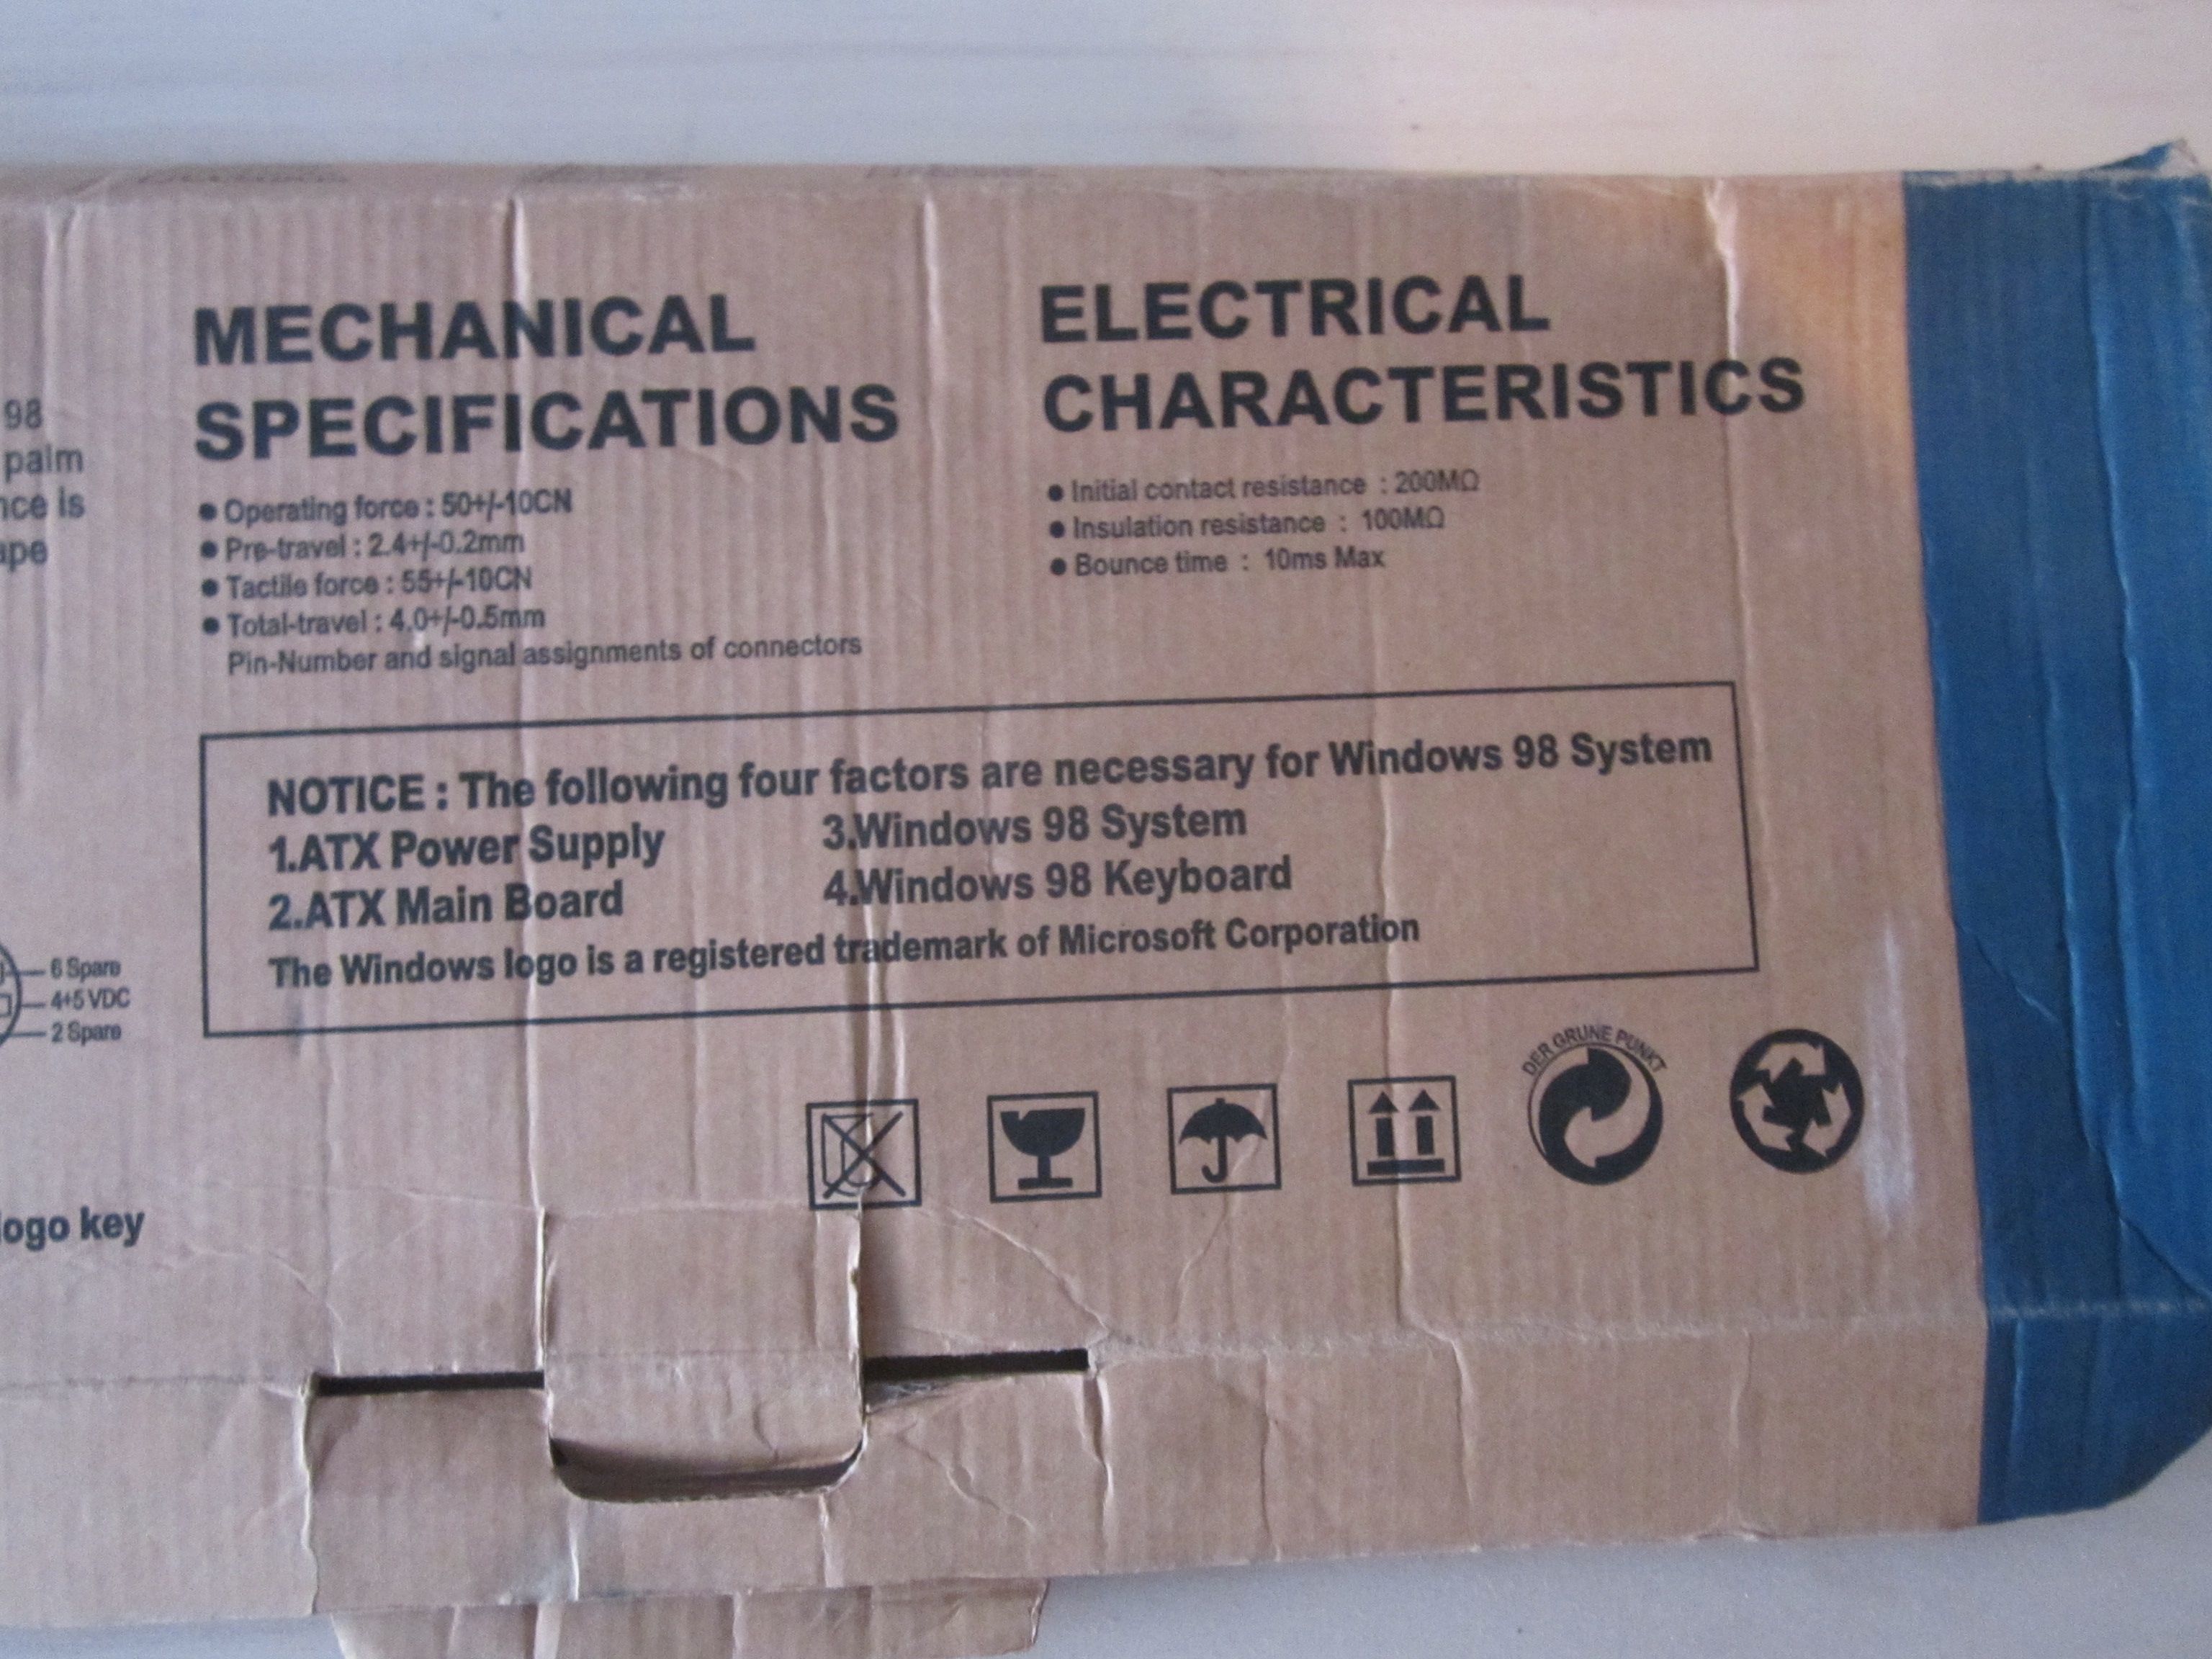 98
palm
nce is
ape
MECHANICAL
SPECIFICATIONS
● Operating force : 50+/-10CN
● Pre-travel : 2.4+/-0.2mm
● Tactile force : 55+/-10CN
● Total-travel : 4.0+/-0.5mm
Pin-Number and signal assignments of connectors
ELECTRICAL
CHARACTERISTICS
● Initial contact resistance : 200MΩ
● Insulation resistance : 100MΩ
● Bounce time : 10ms Max
NOTICE : The following four factors are necessary for Windows 98 System
1.ATX Power Supply
2.ATX Main Board
3.Windows 98 System
4.Windows 98 Keyboard
The Windows logo is a registered trademark of Microsoft Corporation
6 Spare
4+5 VDC
2 Spare
DER GRUNE PUNKT
logo key